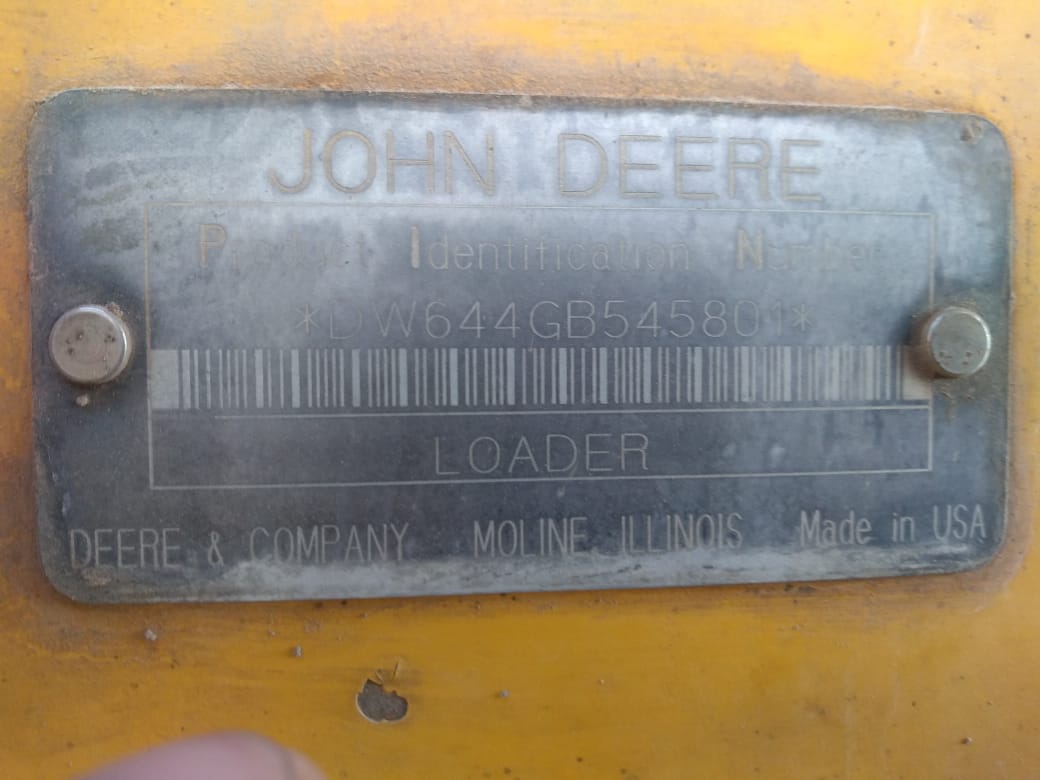 JOHN DEERE
Product Identification Number
*DW644GB545801*
LOADER
DEERE & COMPANY MOLINE, ILLINOIS Made in USA